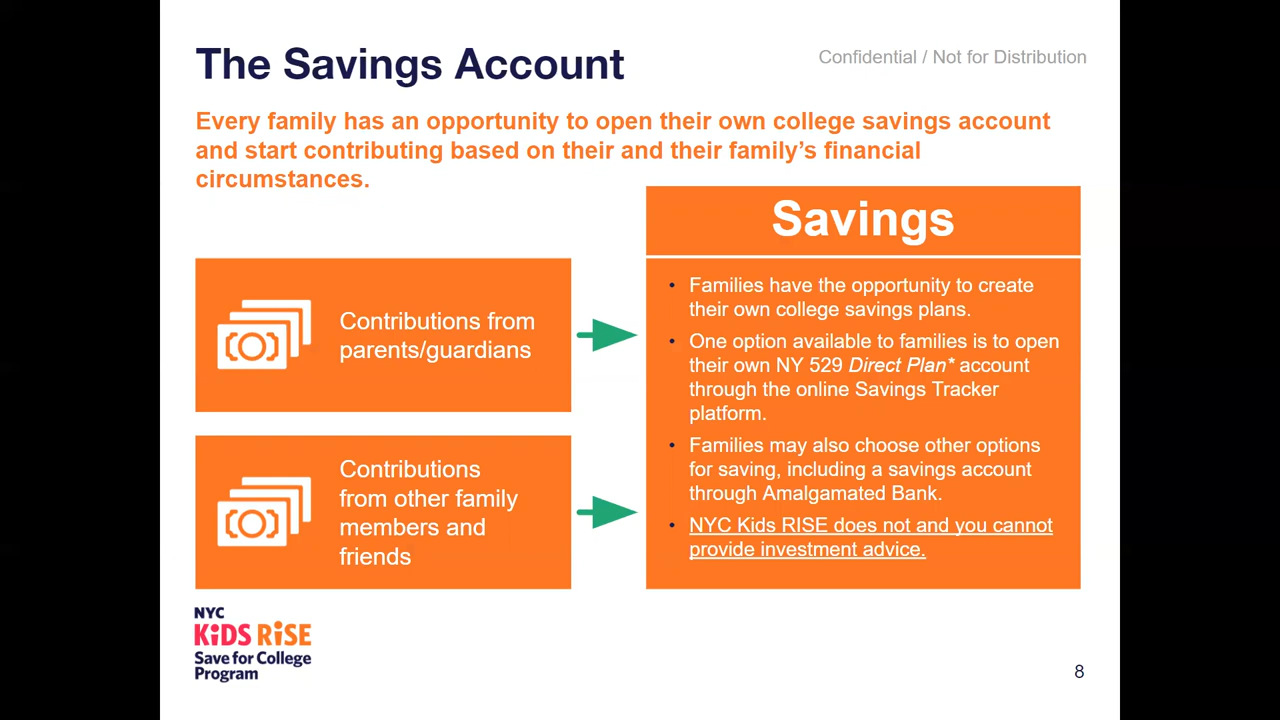 The Savings Account
Confidential / Not for Distribution
Every family has an opportunity to open their own college savings account
and start contributing based on their and their family’s financial
circumstances.
Contributions from
parents/guardians
Contributions
from other family
members and
friends
Savings
• Families have the opportunity to create
their own college savings plans.
• One option available to families is to open
their own NY 529 Direct Plan* account
through the online Savings Tracker
platform.
• Families may also choose other options
for saving, including a savings account
through Amalgamated Bank.
• NYC Kids RISE does not and you cannot
provide investment advice.
NYC
KiDS RiSE
Save for College
Program
8